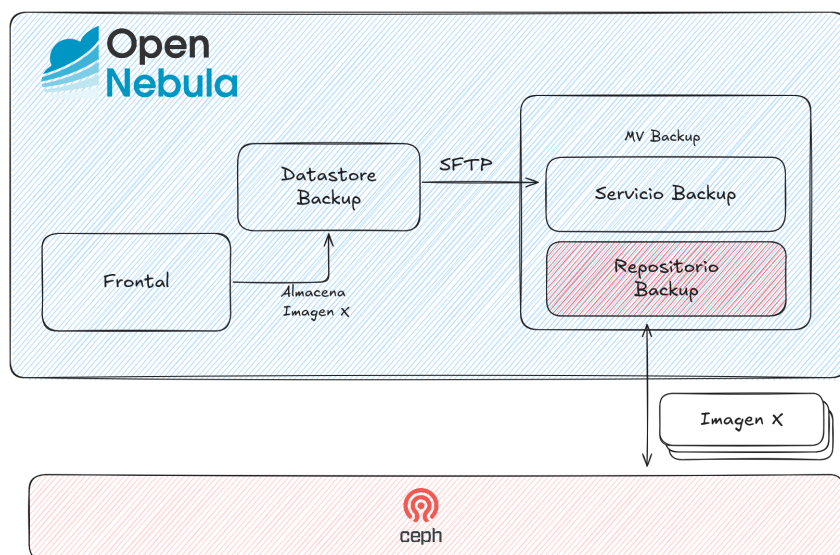 Open
Nebula
MV Backup
Datastore
Backup
SFTP
Servicio Backup
Frontal
Almacena
Imagen X
Repositorio
Backup
Imagen X
ceph